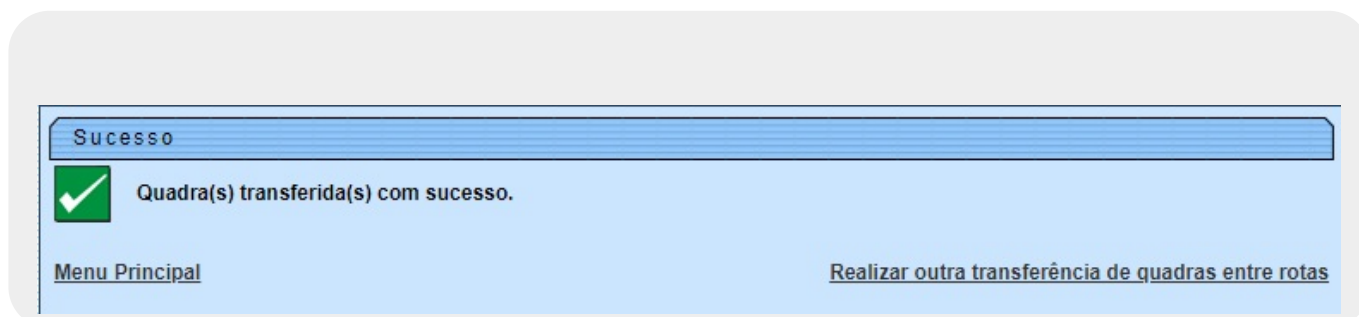 Sucesso
Quadra(s) transferida(s) com sucesso.
Menu Principal
Realizar outra transferência de quadras entre rotas